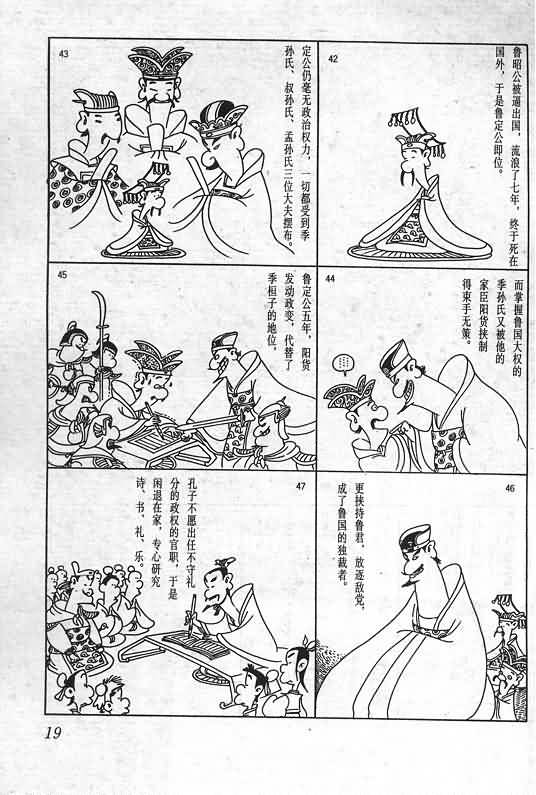 42
鲁昭公被逼出国，流浪了七年，终于死在
国外，于是鲁定公即位。
43
定公仍毫无政治权力，一切都受到季
孙氏、叔孙氏、孟孙氏三位大夫摆布。
44
而掌握鲁国大权的
季孙氏又被他的
家臣阳货挟制
得束手无策。
45
鲁定公五年，阳货
发动政变，代替了
季桓子的地位，
46
更挟持鲁君，放逐敌党，
成了鲁国的独裁者。
47
孔子不愿出任不守礼
分的政权的官职，于是
闲退在家，专心研究
诗、书、礼、乐。
19